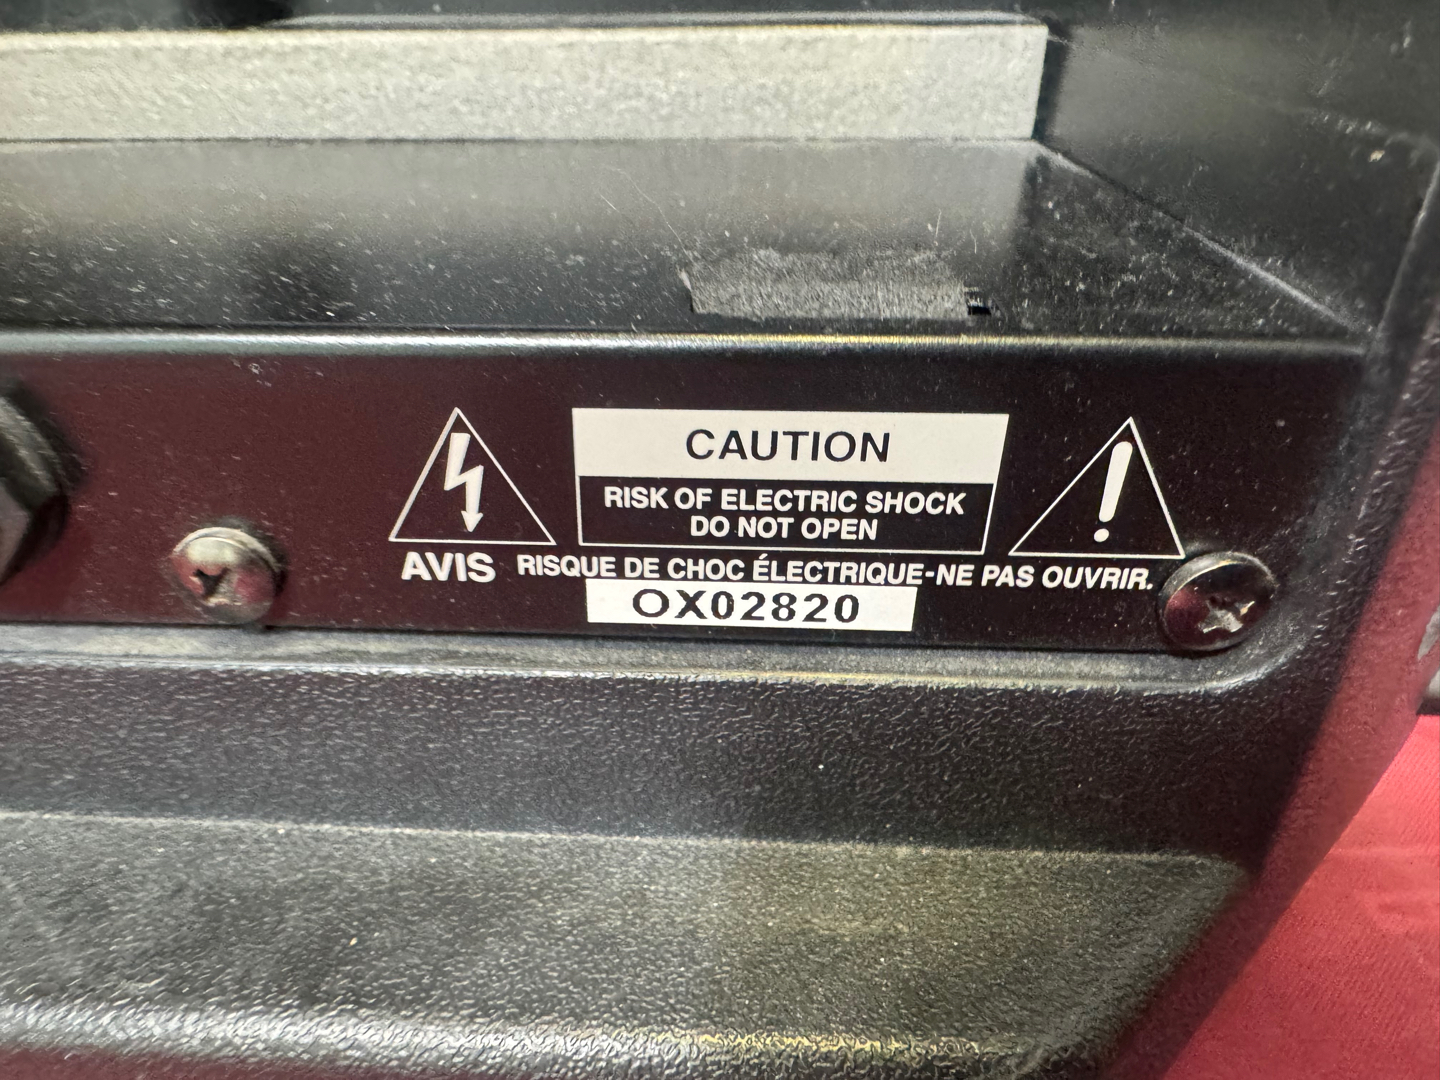 CAUTION
RISK OF ELECTRIC SHOCK
DO NOT OPEN
AVIS RISQUE DE CHOC ÉLECTRIQUE-NE PAS OUVRIR.
OX02820